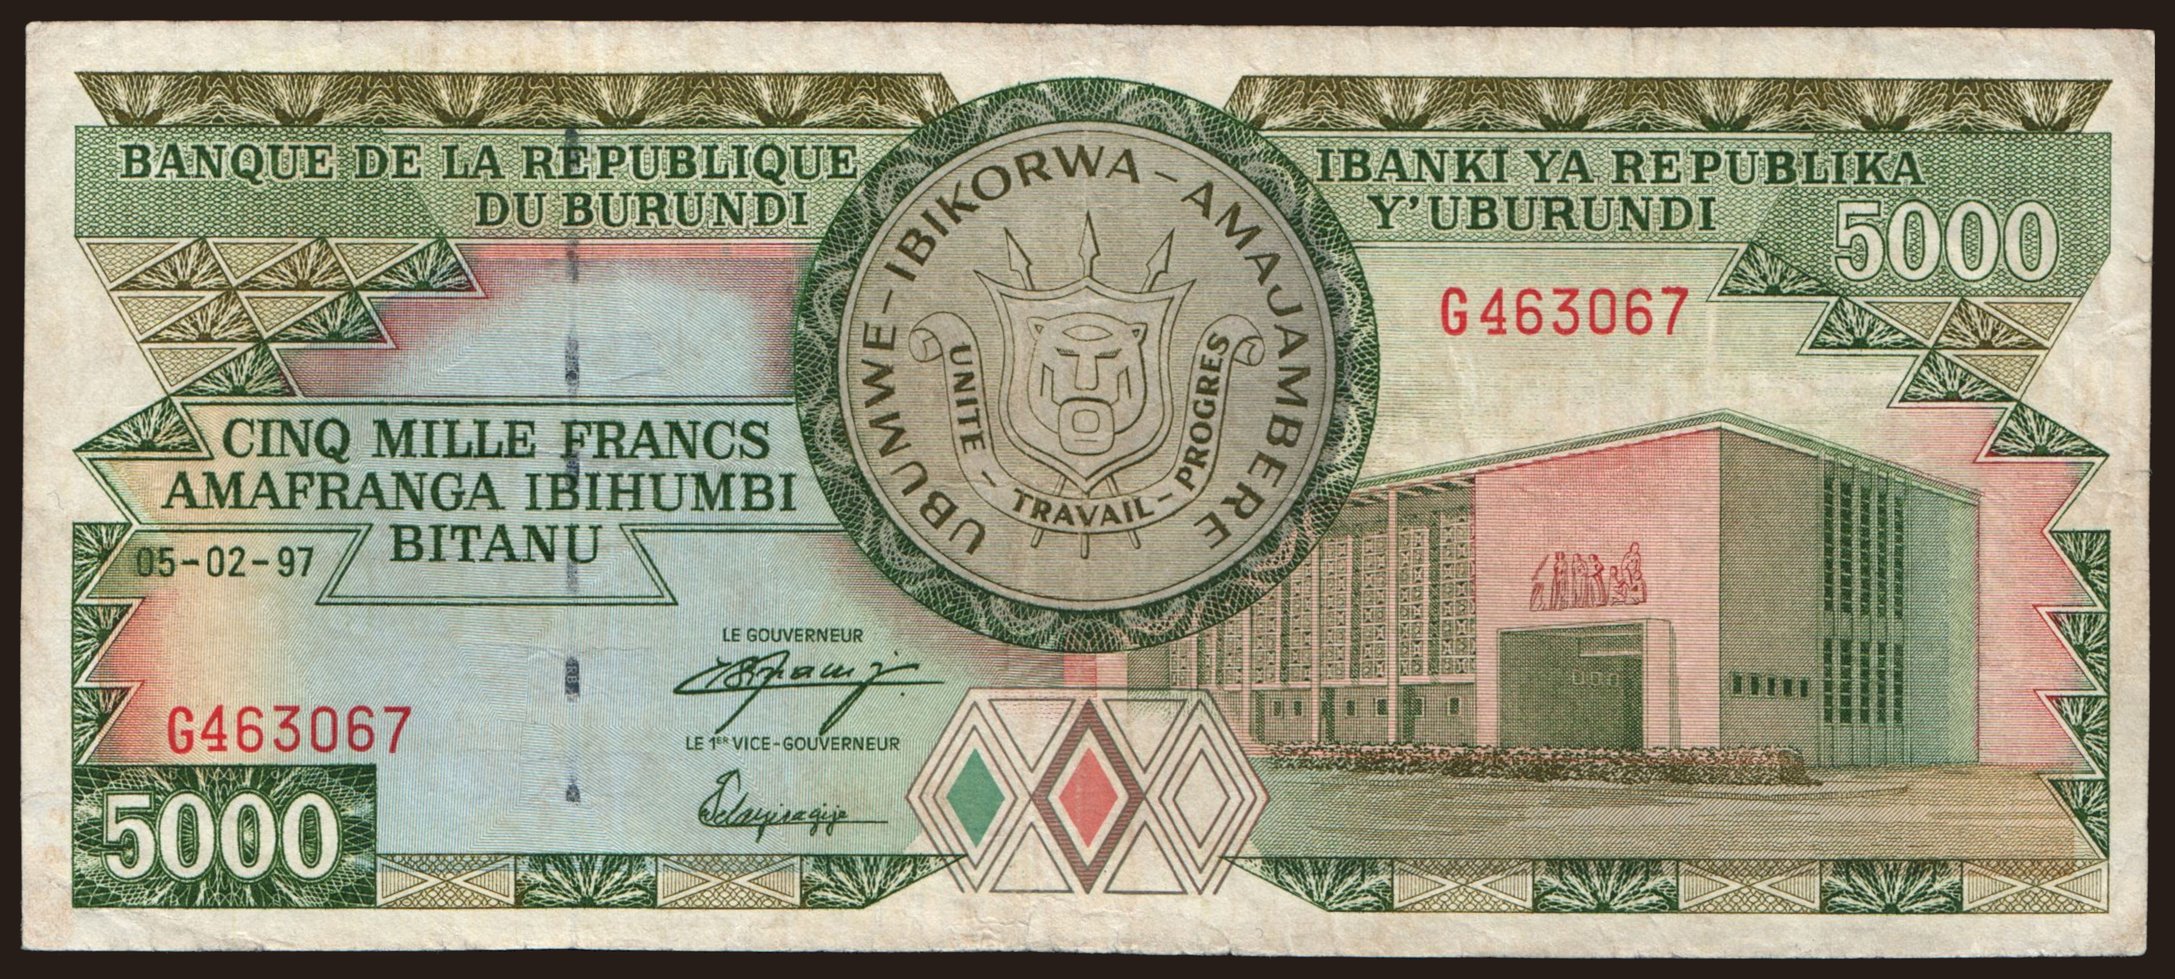 BANQUE DE LA REPUBLIQUE
DU BURUNDI
IBANKI YA REPUBLIKA
Y'UBURUNDI
5000
G463067
UBUMWE-IBIKORWA-AMAJAMBERE
UNITE - TRAVAIL - PROGRES
CINQ MILLE FRANCS
AMAFRANGA IBIHUMBI
BITANU
05-02-97
LE GOUVERNEUR
G463067
LE 1ER VICE-GOUVERNEUR
5000